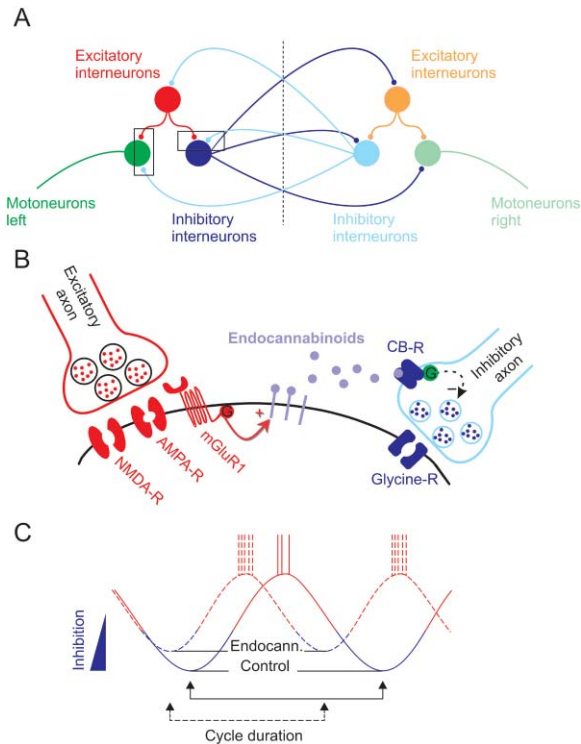 A
Excitatory
interneurons
Excitatory
interneurons
Motoneurons
left
Inhibitory
interneurons
Inhibitory
interneurons
Motoneurons
right
B
Excitatory
axon
Endocannabinoids
CB-R
G
Inhibitory
axon
G
+
−
NMDA-R
AMPA-R
mGluR1
Glycine-R
C
Inhibition
Endocann.
Control
Cycle duration